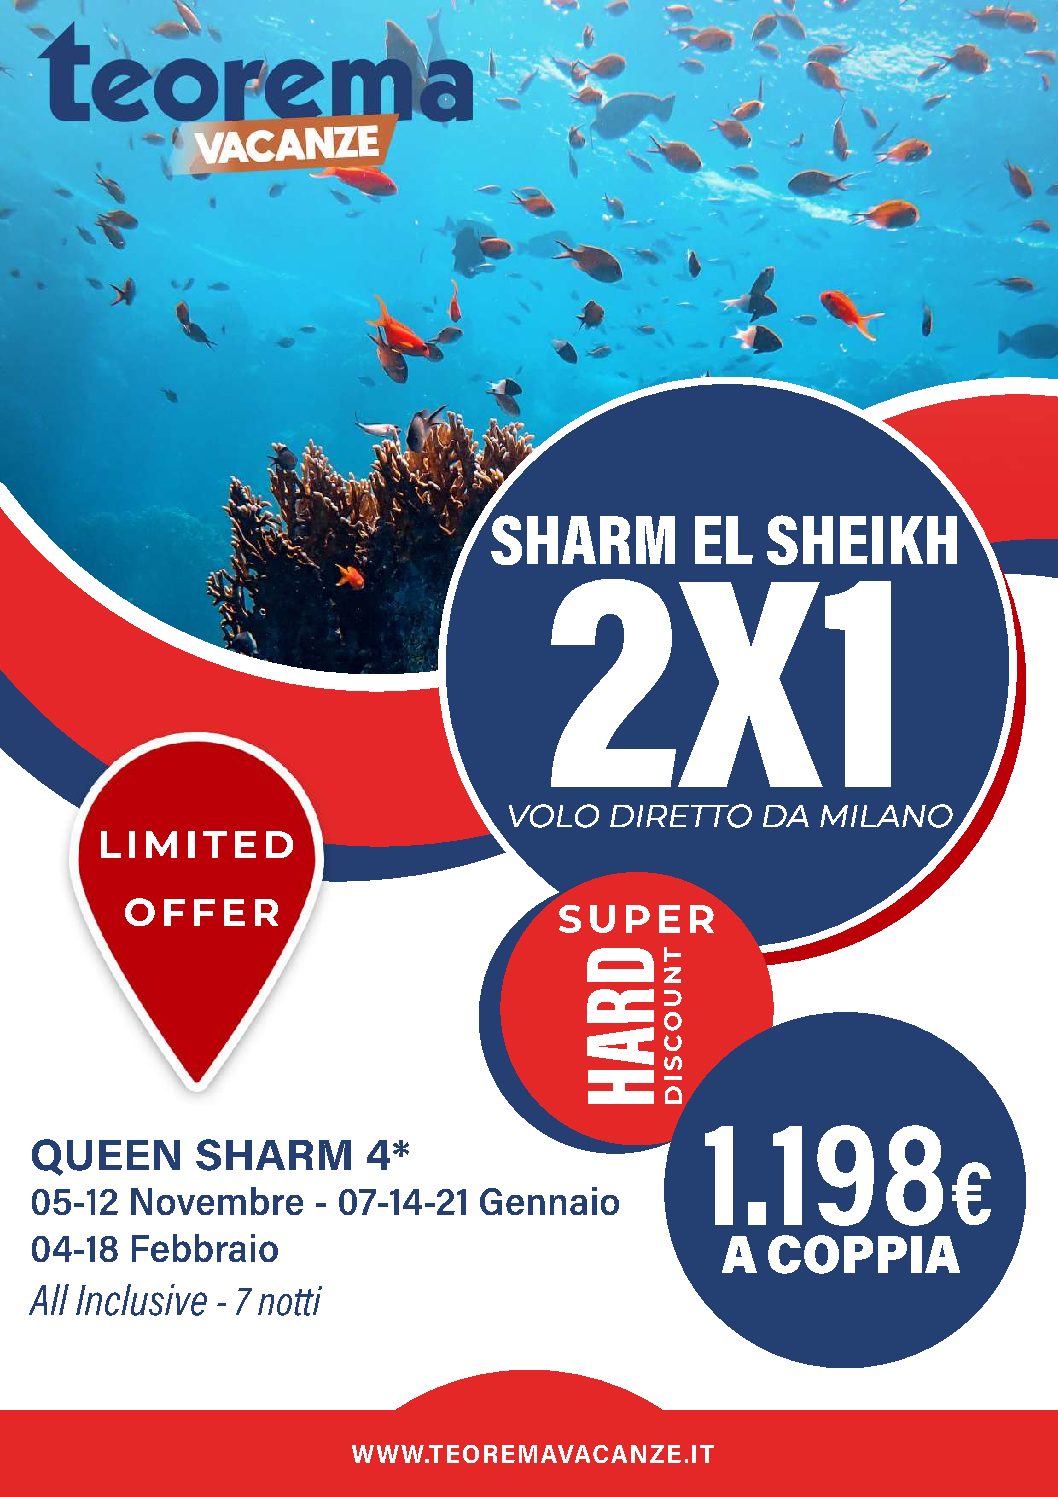 teorema
VACANZE
SHARM EL SHEIKH
2X1
VOLO DIRETTO DA MILANO
LIMITED
OFFER
SUPER
HARD
DISCOUNT
QUEEN SHARM 4*
05-12 Novembre - 07-14-21 Gennaio
04-18 Febbraio
All Inclusive - 7 notti
1.198€
A COPPIA
WWW.TEOREMAVACANZE.IT